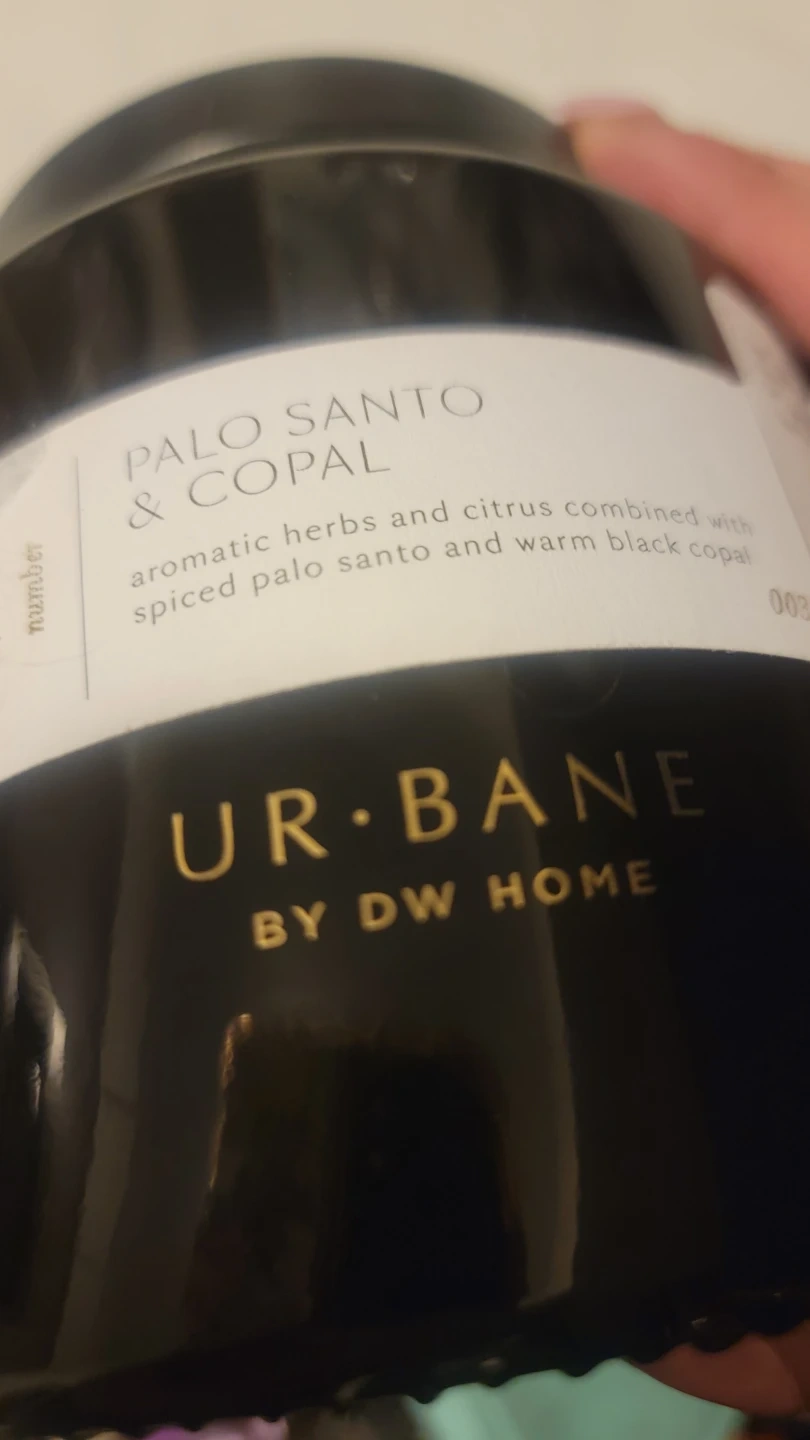 PALO SANTO
& COPAL
aromatic herbs and citrus combined with
spiced palo santo and warm black copal
number
003
UR·BANE
BY DW HOME